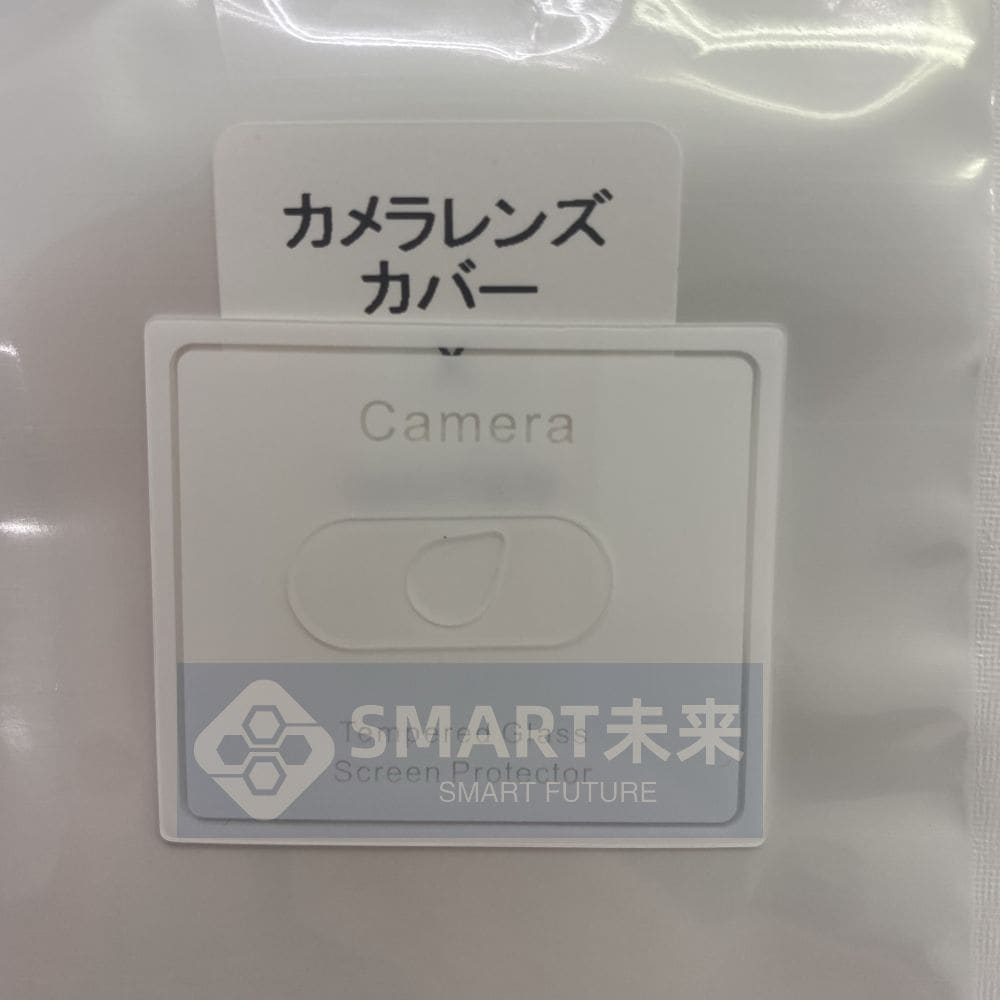 カメラレンズ
カバー
Camera
SMART未来
Tempered Glass
Screen Protector
SMART FUTURE